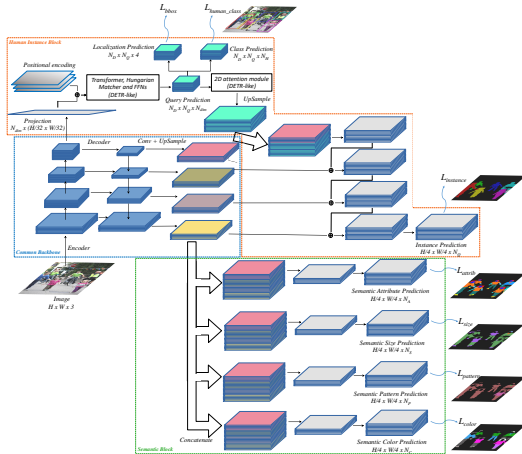 L_bbox
L_human_class
Human Instance Block
Localization Prediction
N_D x N_Q x 4
Class Prediction
N_D x N_Q x N_H
Positional encoding
Transformer, Hungarian
Matcher and FFNs
(DETR-like)
2D attention module
(DETR-like)
Query Prediction
N_D x N_Q x N_dim
UpSample
Projection
N_dim x (H/32 x W/32)
Decoder
Conv + UpSample
L_instance
Common Backbone
Encoder
Instance Prediction
H/4 x W/4 x N_Q
Image
H x W x 3
L_attrib
Semantic Attribute Prediction
H/4 x W/4 x N_A
L_size
Semantic Size Prediction
H/4 x W/4 x N_S
L_pattern
Semantic Pattern Prediction
H/4 x W/4 x N_P
L_color
Concatenate
Semantic Color Prediction
H/4 x W/4 x N_C
Semantic Block